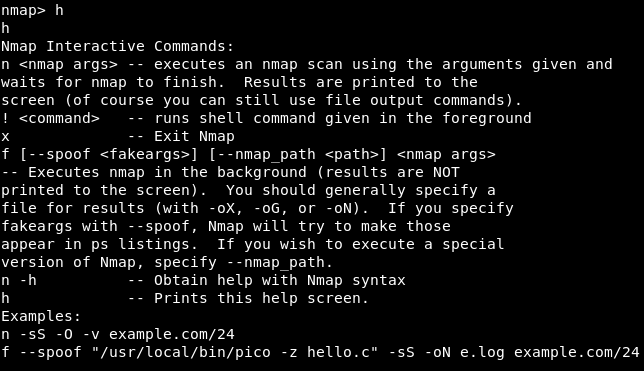 nmap> h
h
Nmap Interactive Commands:
n <nmap args> -- executes an nmap scan using the arguments given and
waits for nmap to finish.  Results are printed to the
screen (of course you can still use file output commands).
! <command>   -- runs shell command given in the foreground
x             -- Exit Nmap
f [--spoof <fakeargs>] [--nmap_path <path>] <nmap args>
-- Executes nmap in the background (results are NOT
printed to the screen).  You should generally specify a
file for results (with -oX, -oG, or -oN).  If you specify
fakeargs with --spoof, Nmap will try to make those
appear in ps listings.  If you wish to execute a special
version of Nmap, specify --nmap_path.
n -h          -- Obtain help with Nmap syntax
h             -- Prints this help screen.
Examples:
n -sS -O -v example.com/24
f --spoof "/usr/local/bin/pico -z hello.c" -sS -oN e.log example.com/24